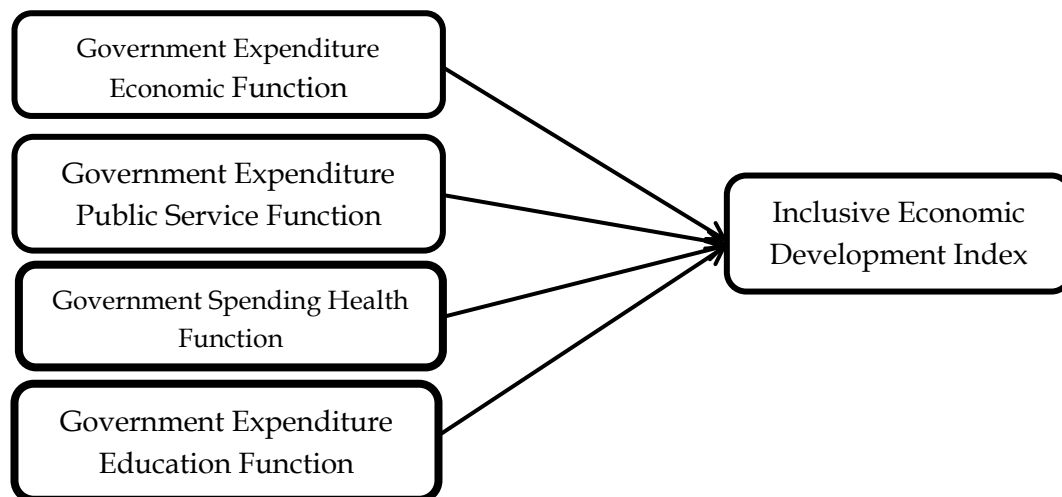 Government Expenditure
Economic Function
Government Expenditure
Public Service Function
Government Spending Health
Function
Government Expenditure
Education Function
Inclusive Economic
Development Index